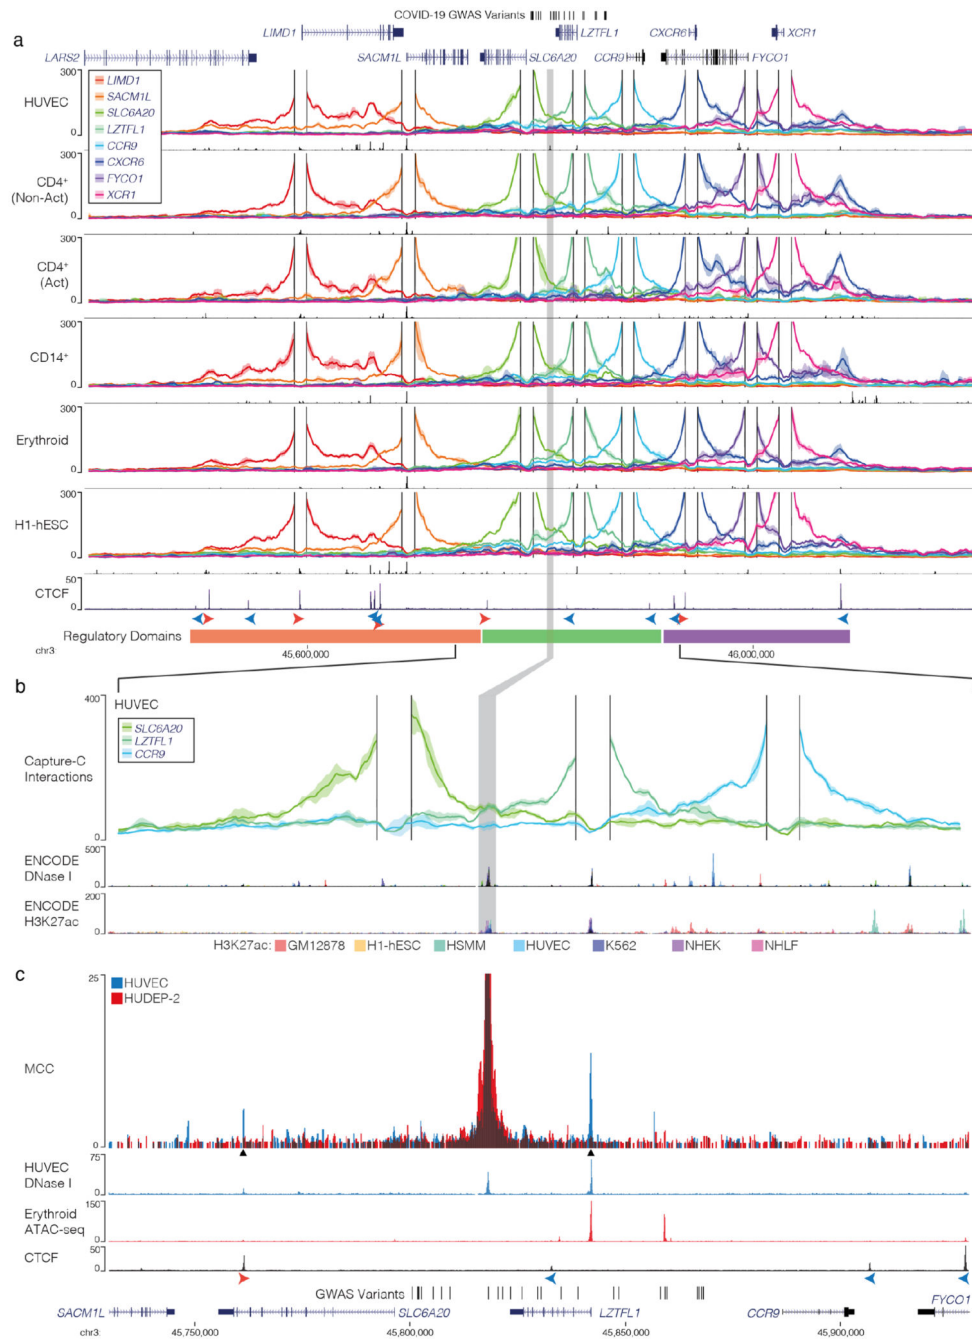 COVID-19 GWAS Variants
a
LIMD1
LZTFL1
CXCR6
XCR1
LARS2
SACM1L
SLC6A20
CCR9
FYCO1
300
HUVEC
0
LIMD1
SACM1L
SLC6A20
LZTFL1
CCR9
CXCR6
FYCO1
XCR1
300
CD4+
(Non-Act)
0
300
CD4+
(Act)
0
300
CD14+
0
300
Erythroid
0
300
H1-hESC
0
50
CTCF
0
Regulatory Domains
chr3:
45,600,000
46,000,000
b
400
HUVEC
SLC6A20
LZTFL1
CCR9
Capture-C
Interactions
0
500
ENCODE
DNase I
0
200
ENCODE
H3K27ac
0
H3K27ac: GM12878 H1-hESC HSMM HUVEC K562 NHEK NHLF
c
25
HUVEC
HUDEP-2
MCC
0
75
HUVEC
DNase I
0
150
Erythroid
ATAC-seq
0
50
CTCF
0
GWAS Variants
SACM1L
SLC6A20
LZTFL1
CCR9
FYCO1
chr3:
45,750,000
45,800,000
45,850,000
45,900,000